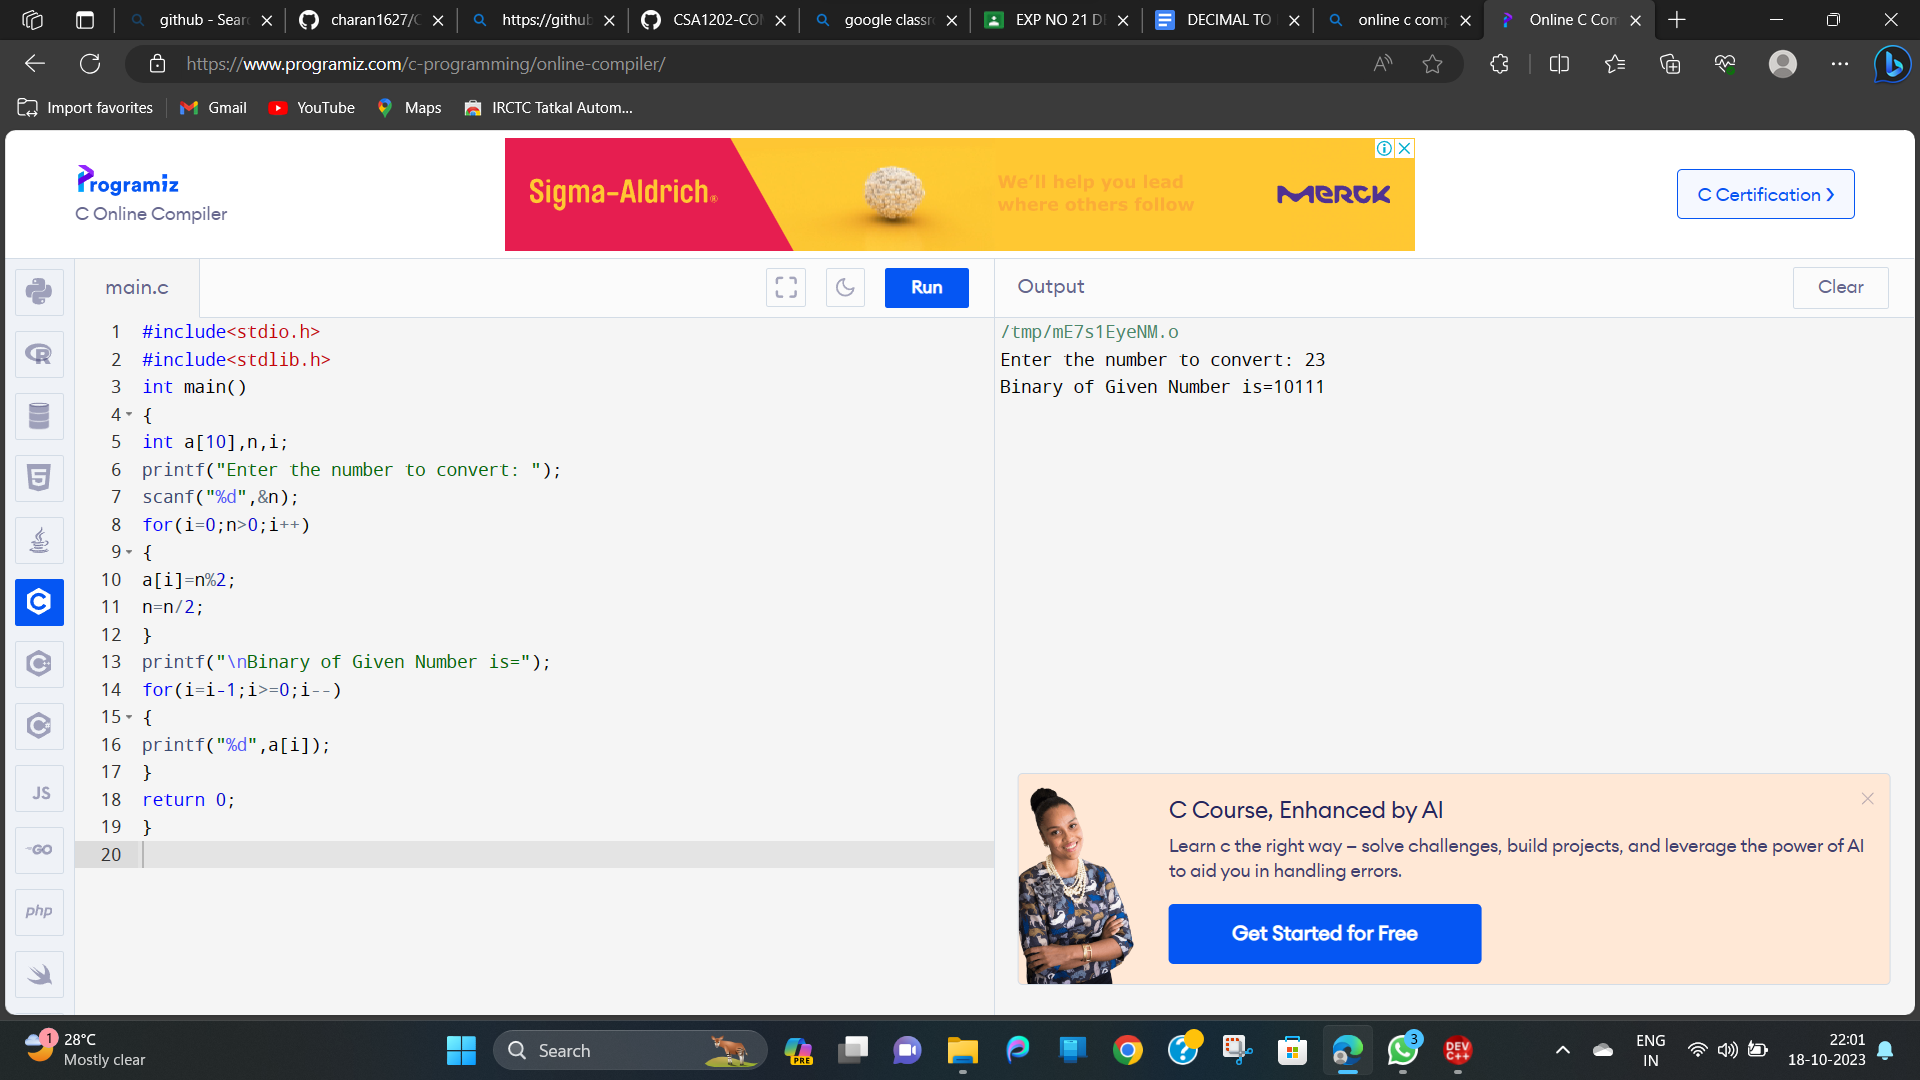 github - Sear
charan1627/C
https://github
CSA1202-CO
google classr
EXP NO 21 D
DECIMAL TO
online c comp
Online C Com
https://www.programiz.com/c-programming/online-compiler/
Import favorites
Gmail
YouTube
Maps
IRCTC Tatkal Autom...
Programiz
C Online Compiler
Sigma-Aldrich®
We'll help you lead
where others follow
MERCK
C Certification ❯
main.c
Run
Output
Clear
1 #include<stdio.h>
2 #include<stdlib.h>
3 int main()
4 {
5 int a[10],n,i;
6 printf("Enter the number to convert: ");
7 scanf("%d",&n);
8 for(i=0;n>0;i++)
9 {
10 a[i]=n%2;
11 n=n/2;
12 }
13 printf("\nBinary of Given Number is=");
14 for(i=i-1;i>=0;i--)
15 {
16 printf("%d",a[i]);
17 }
18 return 0;
19 }
20
/tmp/mE7s1EyeNM.o
Enter the number to convert: 23
Binary of Given Number is=10111
JS
GO
php
C Course, Enhanced by AI
Learn c the right way – solve challenges, build projects, and leverage the power of AI
to aid you in handling errors.
Get Started for Free
1
28°C
Mostly clear
Search
PRE
3
DEV
C++
ENG
IN
22:01
18-10-2023